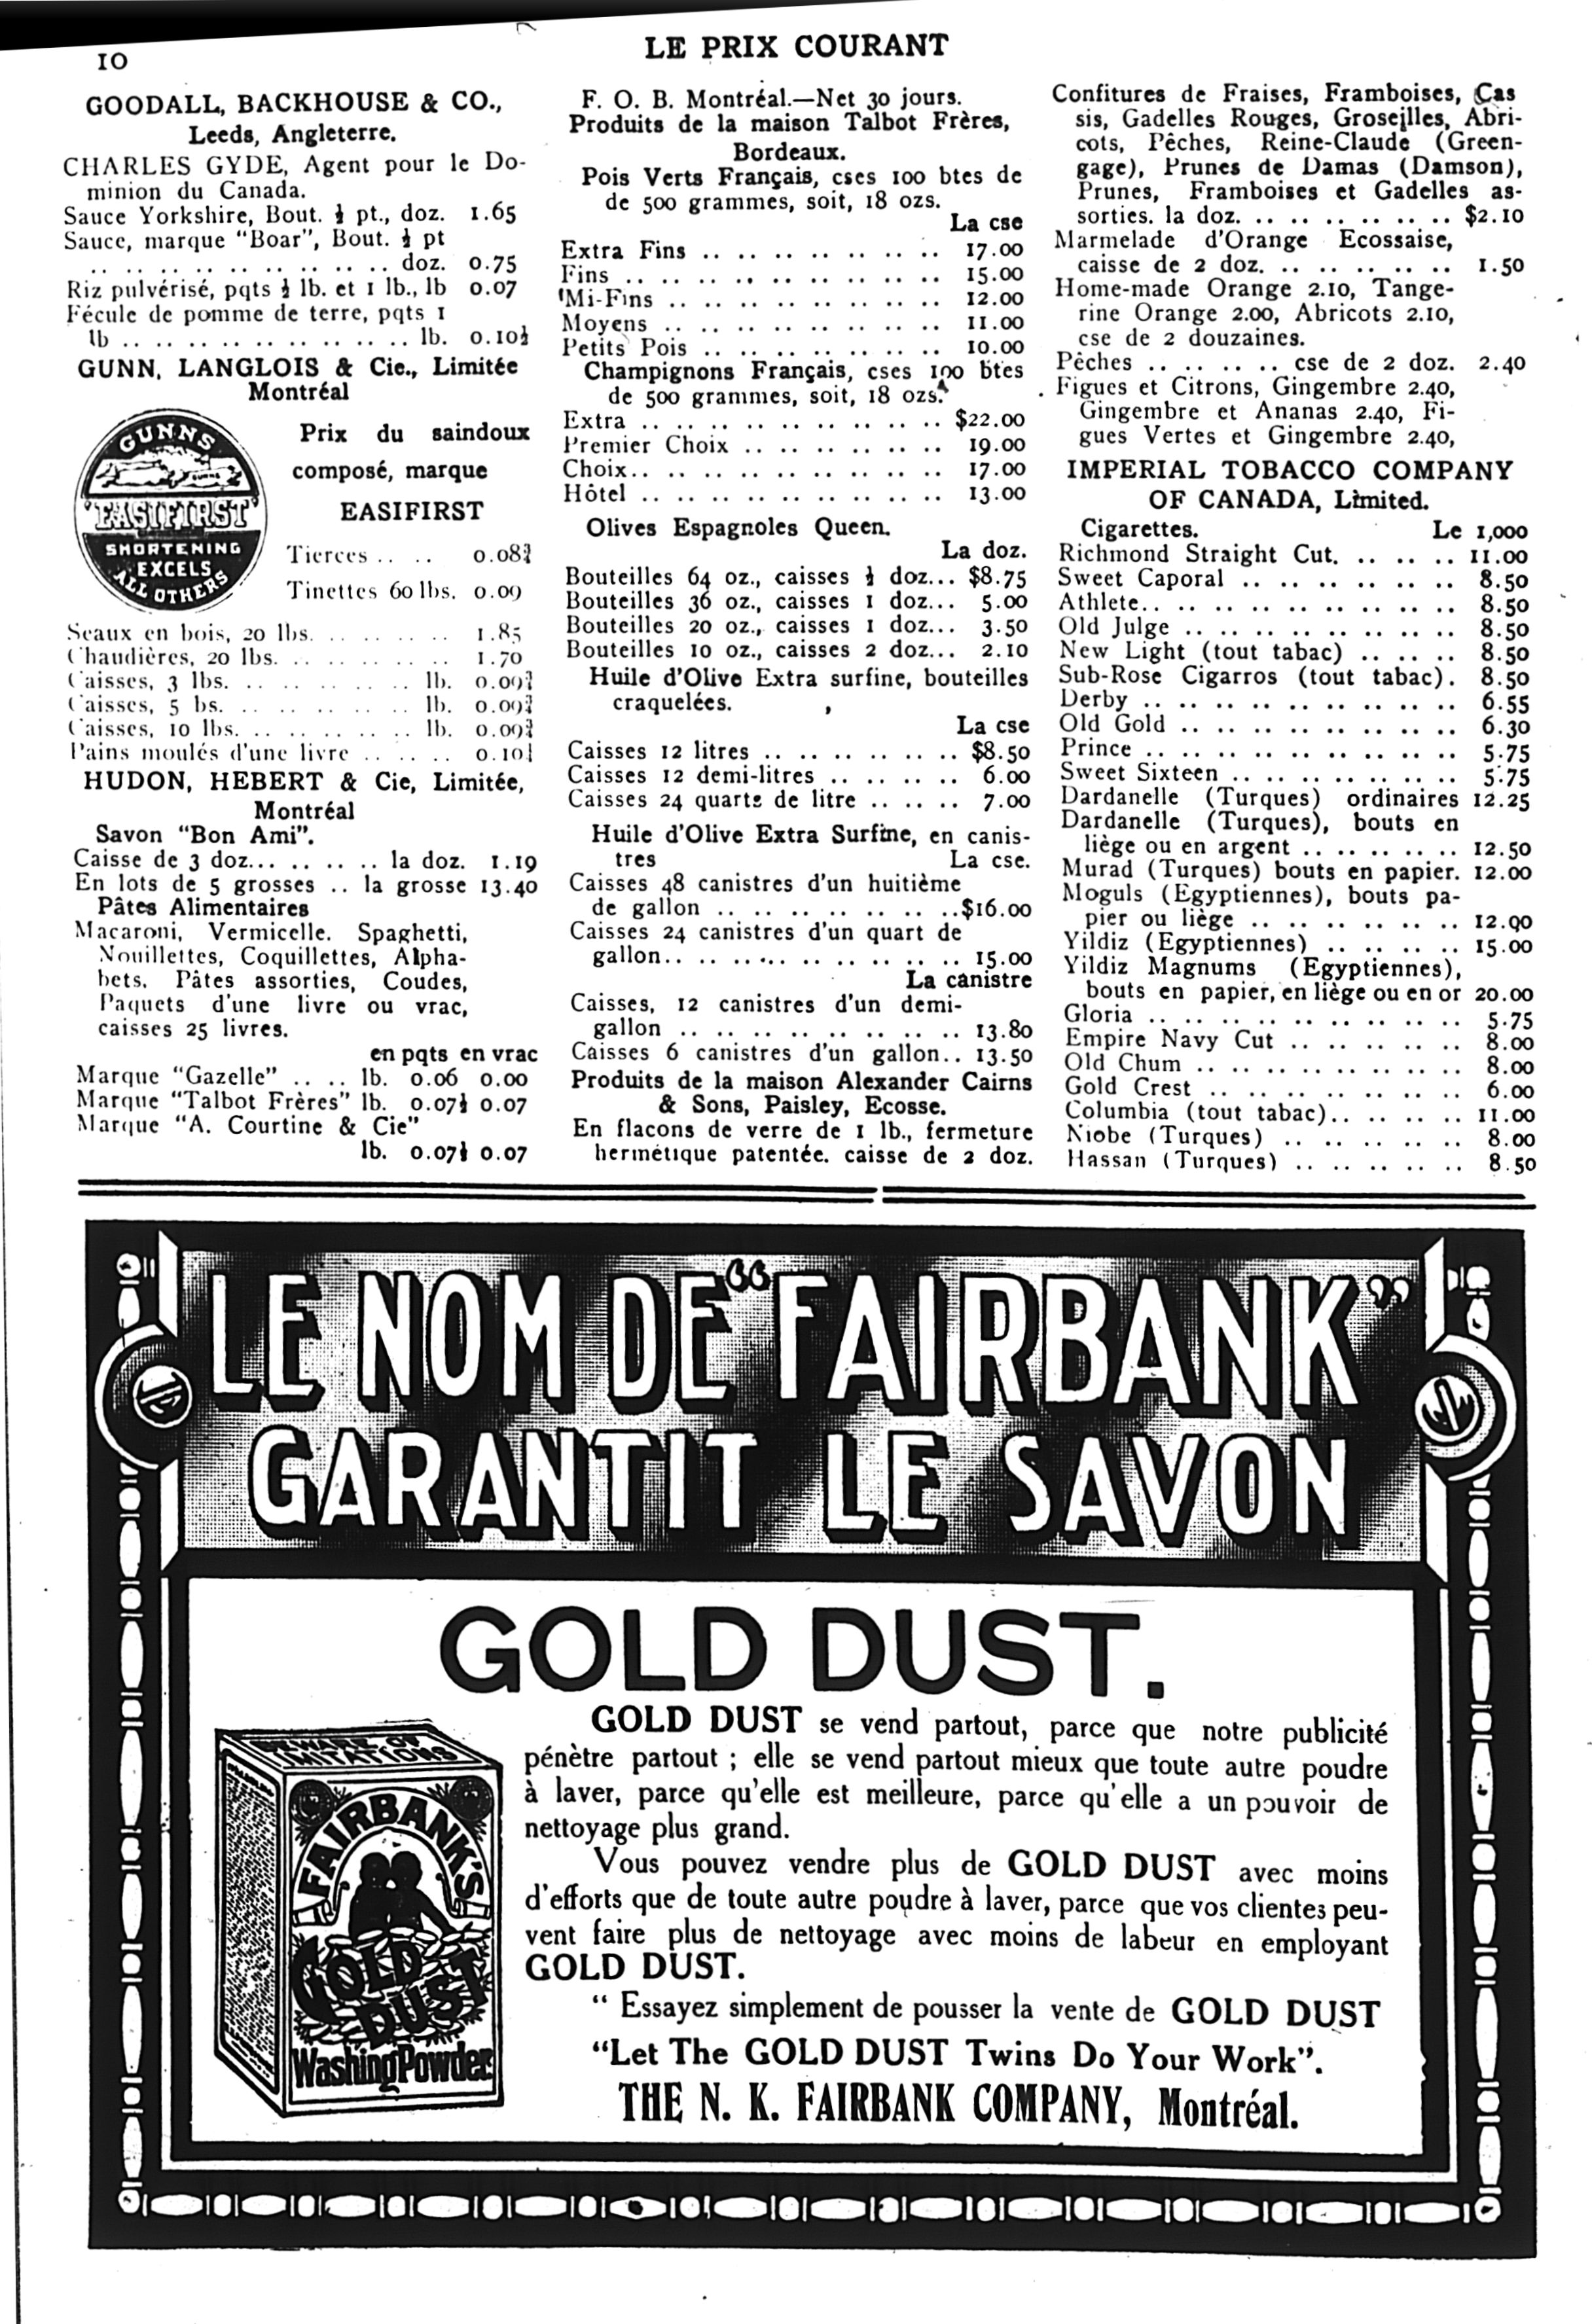 10
LE PRIX COURANT
GOODALL, BACKHOUSE & CO.,
Leeds, Angleterre.
CHARLES GYDE, Agent pour le Do-
minion du Canada.
Sauce Yorkshire, Bout. ½ pt., doz. 1.65
Sauce, marque "Boar", Bout. ½ pt
.. .. .. .. .. .. .. .. .. .. .. doz. 0.75
Riz pulvérisé, pqts ½ lb. et 1 lb., lb 0.07
Fécule de pomme de terre, pqts 1
lb .. .. .. .. .. .. .. .. .. .. lb. 0.10½
GUNN, LANGLOIS & Cie., Limitée
Montréal
GUNNS
"EASIFIRST"
SHORTENING
EXCELS
ALL OTHERS
Prix du saindoux
composé, marque
EASIFIRST
Tierces .. .. 0.08¾
Tinettes 60 lbs. 0.09
Seaux en bois, 20 lbs. .. .. .. .. .. 1.85
Chaudières, 20 lbs. .. .. .. .. .. .. 1.70
Caisses, 3 lbs. .. .. .. .. .. .. lb. 0.09¾
Caisses, 5 bs. .. .. .. .. .. .. lb. 0.09¾
Caisses, 10 lbs. .. .. .. .. .. .. lb. 0.09¾
Pains moulés d'une livre .. .. .. .. 0.10½
HUDON, HEBERT & Cie, Limitée,
Montréal
Savon "Bon Ami".
Caisse de 3 doz... .. .. .. la doz. 1.19
En lots de 5 grosses .. la grosse 13.40
Pâtes Alimentaires
Macaroni, Vermicelle. Spaghetti,
Nouillettes, Coquillettes, Alpha-
bets. Pâtes assorties, Coudes,
Paquets d'une livre ou vrac,
caisses 25 livres.
en pqts en vrac
Marque "Gazelle" .. .. lb. 0.06 0.00
Marque "Talbot Frères" lb. 0.07½ 0.07
Marque "A. Courtine & Cie"
lb. 0.07½ 0.07
F. O. B. Montréal.—Net 30 jours.
Produits de la maison Talbot Frères,
Bordeaux.
Pois Verts Français, cses 100 btes de
de 500 grammes, soit, 18 ozs.
La cse
Extra Fins .. .. .. .. .. .. .. .. 17.00
Fins .. .. .. .. .. .. .. .. .. .. 15.00
Mi-Fins .. .. .. .. .. .. .. .. .. 12.00
Moyens .. .. .. .. .. .. .. .. .. 11.00
Petits Pois .. .. .. .. .. .. .. .. 10.00
Champignons Français, cses 100 btes
de 500 grammes, soit, 18 ozs.
Extra .. .. .. .. .. .. .. .. .. .. $22.00
Premier Choix .. .. .. .. .. .. .. 19.00
Choix.. .. .. .. .. .. .. .. .. .. 17.00
Hôtel .. .. .. .. .. .. .. .. .. .. 13.00
Olives Espagnoles Queen.
La doz.
Bouteilles 64 oz., caisses ½ doz... $8.75
Bouteilles 36 oz., caisses 1 doz... 5.00
Bouteilles 20 oz., caisses 1 doz... 3.50
Bouteilles 10 oz., caisses 2 doz... 2.10
Huile d'Olive Extra surfine, bouteilles
craquelées.
La cse
Caisses 12 litres .. .. .. .. .. .. .. $8.50
Caisses 12 demi-litres .. .. .. .. .. 6.00
Caisses 24 quarts de litre .. .. .. 7.00
Huile d'Olive Extra Surfine, en canis-
tres La cse.
Caisses 48 canistres d'un huitième
de gallon .. .. .. .. .. .. .. .. ..$16.00
Caisses 24 canistres d'un quart de
gallon.. .. .. .. .. .. .. .. .. .. 15.00
La canistre
Caisses, 12 canistres d'un demi-
gallon .. .. .. .. .. .. .. .. .. .. 13.80
Caisses 6 canistres d'un gallon.. 13.50
Produits de la maison Alexander Cairns
& Sons, Paisley, Ecosse.
En flacons de verre de 1 lb., fermeture
hermétique patentée. caisse de 2 doz.
Confitures de Fraises, Framboises, Cas
sis, Gadelles Rouges, Groseilles, Abri-
cots, Pêches, Reine-Claude (Green-
gage), Prunes de Damas (Damson),
Prunes, Framboises et Gadelles as-
sorties. la doz. .. .. .. .. .. .. .. $2.10
Marmelade d'Orange Ecossaise,
caisse de 2 doz. .. .. .. .. .. .. 1.50
Home-made Orange 2.10, Tange-
rine Orange 2.00, Abricots 2.10,
cse de 2 douzaines.
Pêches .. .. .. .. .. cse de 2 doz. 2.40
Figues et Citrons, Gingembre 2.40,
Gingembre et Ananas 2.40, Fi-
gues Vertes et Gingembre 2.40,
IMPERIAL TOBACCO COMPANY
OF CANADA, Limited.
Cigarettes. Le 1,000
Richmond Straight Cut. .. .. .. .. 11.00
Sweet Caporal .. .. .. .. .. .. .. 8.50
Athlete.. .. .. .. .. .. .. .. .. .. 8.50
Old Julge .. .. .. .. .. .. .. .. .. 8.50
New Light (tout tabac) .. .. .. .. 8.50
Sub-Rose Cigarros (tout tabac). 8.50
Derby .. .. .. .. .. .. .. .. .. .. 6.55
Old Gold .. .. .. .. .. .. .. .. .. 6.30
Prince .. .. .. .. .. .. .. .. .. .. 5.75
Sweet Sixteen .. .. .. .. .. .. .. 5.75
Dardanelle (Turques) ordinaires 12.25
Dardanelle (Turques), bouts en
liège ou en argent .. .. .. .. .. 12.50
Murad (Turques) bouts en papier. 12.00
Moguls (Egyptiennes), bouts pa-
pier ou liège .. .. .. .. .. .. .. 12.00
Yildiz (Egyptiennes) .. .. .. .. .. 15.00
Yildiz Magnums (Egyptiennes),
bouts en papier, en liège ou en or 20.00
Gloria .. .. .. .. .. .. .. .. .. .. 5.75
Empire Navy Cut .. .. .. .. .. .. 8.00
Old Chum .. .. .. .. .. .. .. .. .. 8.00
Gold Crest .. .. .. .. .. .. .. .. 6.00
Columbia (tout tabac).. .. .. .. .. 11.00
Niobe (Turques) .. .. .. .. .. .. 8.00
Hassan (Turques) .. .. .. .. .. .. 8.50
LE NOM DE "FAIRBANK"
GARANTIT LE SAVON
GOLD DUST.
BEWARE OF
IMITATIONS
FAIRBANK'S
GOLD
DUST
Washing Powder.
GOLD DUST se vend partout, parce que notre publicité
pénètre partout ; elle se vend partout mieux que toute autre poudre
à laver, parce qu'elle est meilleure, parce qu'elle a un pouvoir de
nettoyage plus grand.
Vous pouvez vendre plus de GOLD DUST avec moins
d'efforts que de toute autre poudre à laver, parce que vos clientes peu-
vent faire plus de nettoyage avec moins de labeur en employant
GOLD DUST.
" Essayez simplement de pousser la vente de GOLD DUST
"Let The GOLD DUST Twins Do Your Work".
THE N. K. FAIRBANK COMPANY, Montréal.